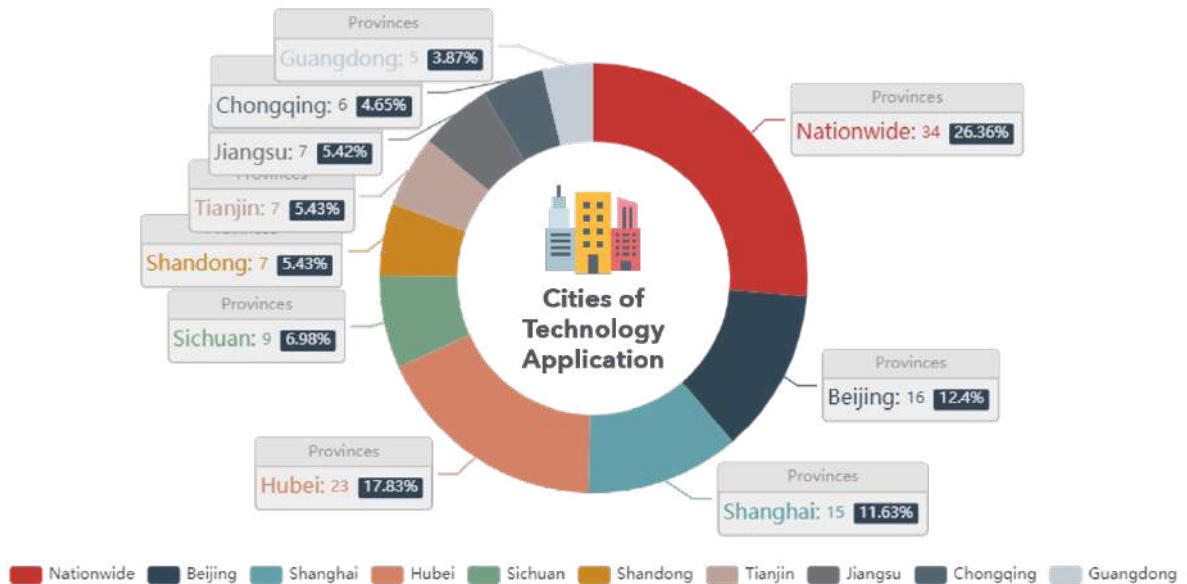 Provinces
Guangdong: 5 3.87%
Chongqing: 6 4.65%
Jiangsu: 7 5.42%
Provinces
Tianjin: 7 5.43%
Provinces
Shandong: 7 5.43%
Provinces
Sichuan: 9 6.98%
Provinces
Hubei: 23 17.83%
Provinces
Nationwide: 34 26.36%
Provinces
Beijing: 16 12.4%
Provinces
Shanghai: 15 11.63%
Cities of
Technology
Application
Nationwide Beijing Shanghai Hubei Sichuan Shandong Tianjin Jiangsu Chongqing Guangdong